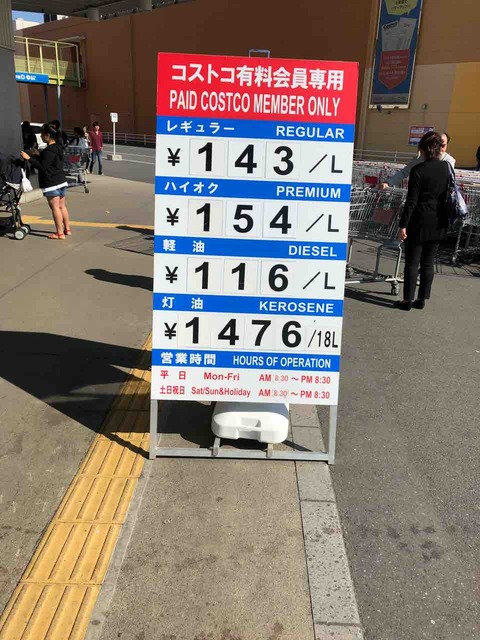 コストコ有料会員専用
PAID COSTCO MEMBER ONLY
レギュラー REGULAR
¥143/L
ハイオク PREMIUM
¥154/L
軽油 DIESEL
¥116/L
灯油 KEROSENE
¥1476/18L
営業時間 HOURS OF OPERATION
平日 Mon-Fri AM 8:30 ～ PM 8:30
土日祝日 Sat/Sun&Holiday AM 8:30 ～ PM 8:30